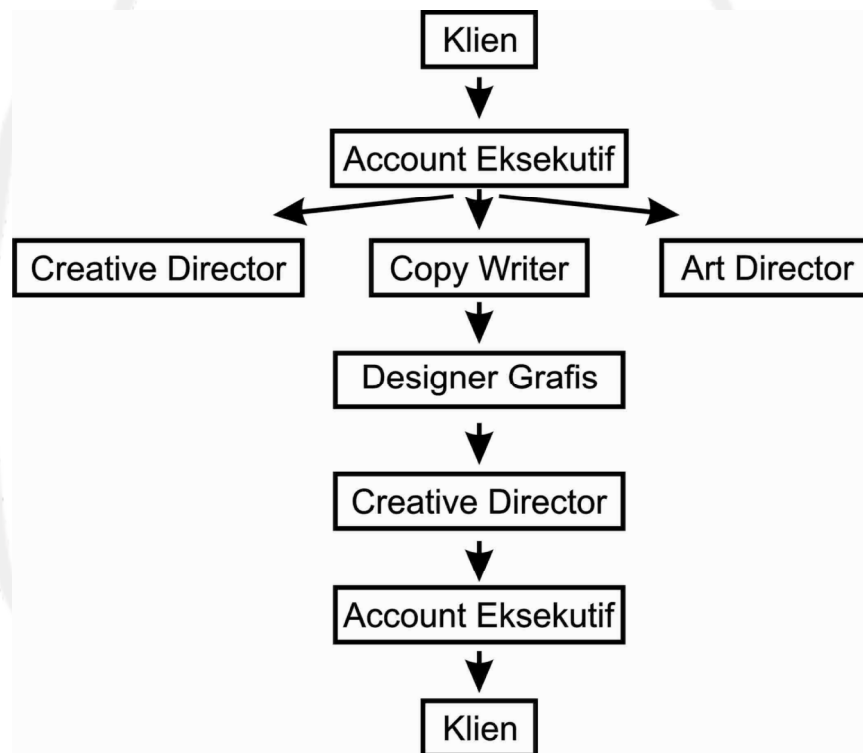 Klien
Account Eksekutif
Creative Director
Copy Writer
Art Director
Designer Grafis
Creative Director
Account Eksekutif
Klien